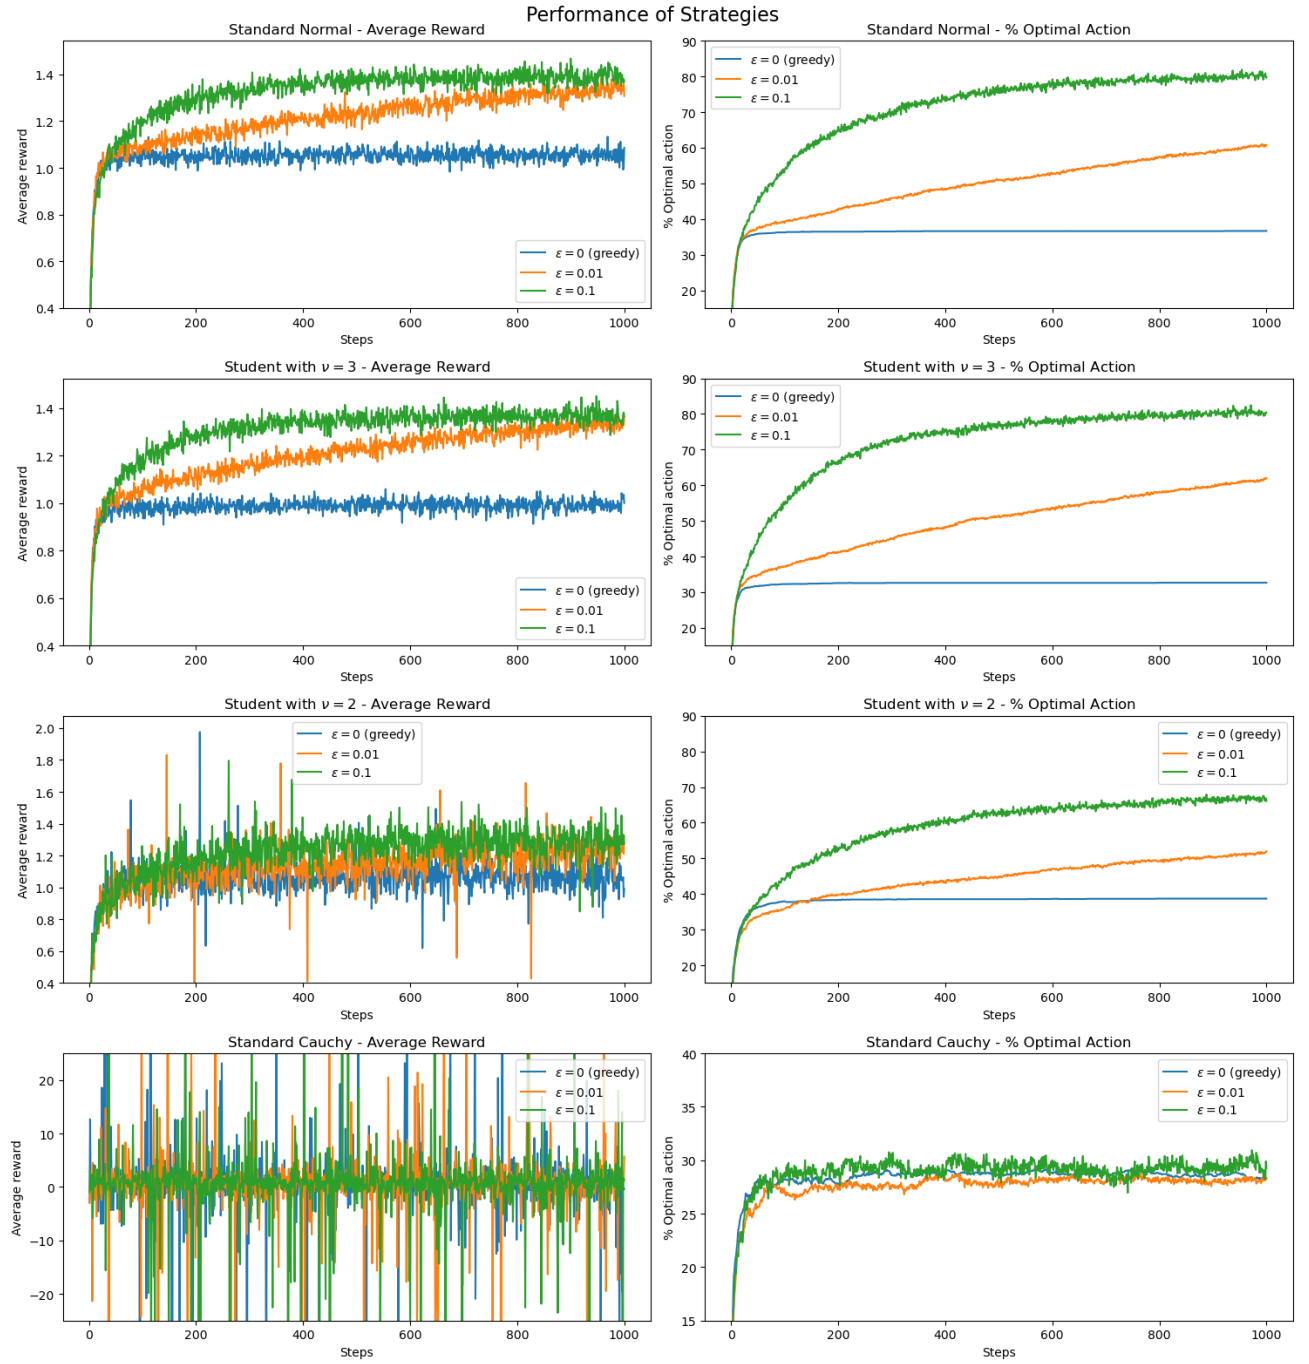 Performance of Strategies
Standard Normal - Average Reward
1.4
1.2
1.0
0.8
0.6
0.4
Average reward
ε = 0 (greedy)
ε = 0.01
ε = 0.1
0 200 400 600 800 1000
Steps
Standard Normal - % Optimal Action
90
80
70
60
50
40
30
20
% Optimal action
ε = 0 (greedy)
ε = 0.01
ε = 0.1
0 200 400 600 800 1000
Steps
Student with ν = 3 - Average Reward
1.4
1.2
1.0
0.8
0.6
0.4
Average reward
ε = 0 (greedy)
ε = 0.01
ε = 0.1
0 200 400 600 800 1000
Steps
Student with ν = 3 - % Optimal Action
90
80
70
60
50
40
30
20
% Optimal action
ε = 0 (greedy)
ε = 0.01
ε = 0.1
0 200 400 600 800 1000
Steps
Student with ν = 2 - Average Reward
2.0
1.8
1.6
1.4
1.2
1.0
0.8
0.6
0.4
Average reward
ε = 0 (greedy)
ε = 0.01
ε = 0.1
0 200 400 600 800 1000
Steps
Student with ν = 2 - % Optimal Action
90
80
70
60
50
40
30
20
% Optimal action
ε = 0 (greedy)
ε = 0.01
ε = 0.1
0 200 400 600 800 1000
Steps
Standard Cauchy - Average Reward
20
10
0
−10
−20
Average reward
ε = 0 (greedy)
ε = 0.01
ε = 0.1
0 200 400 600 800 1000
Steps
Standard Cauchy - % Optimal Action
40
35
30
25
20
15
% Optimal action
ε = 0 (greedy)
ε = 0.01
ε = 0.1
0 200 400 600 800 1000
Steps